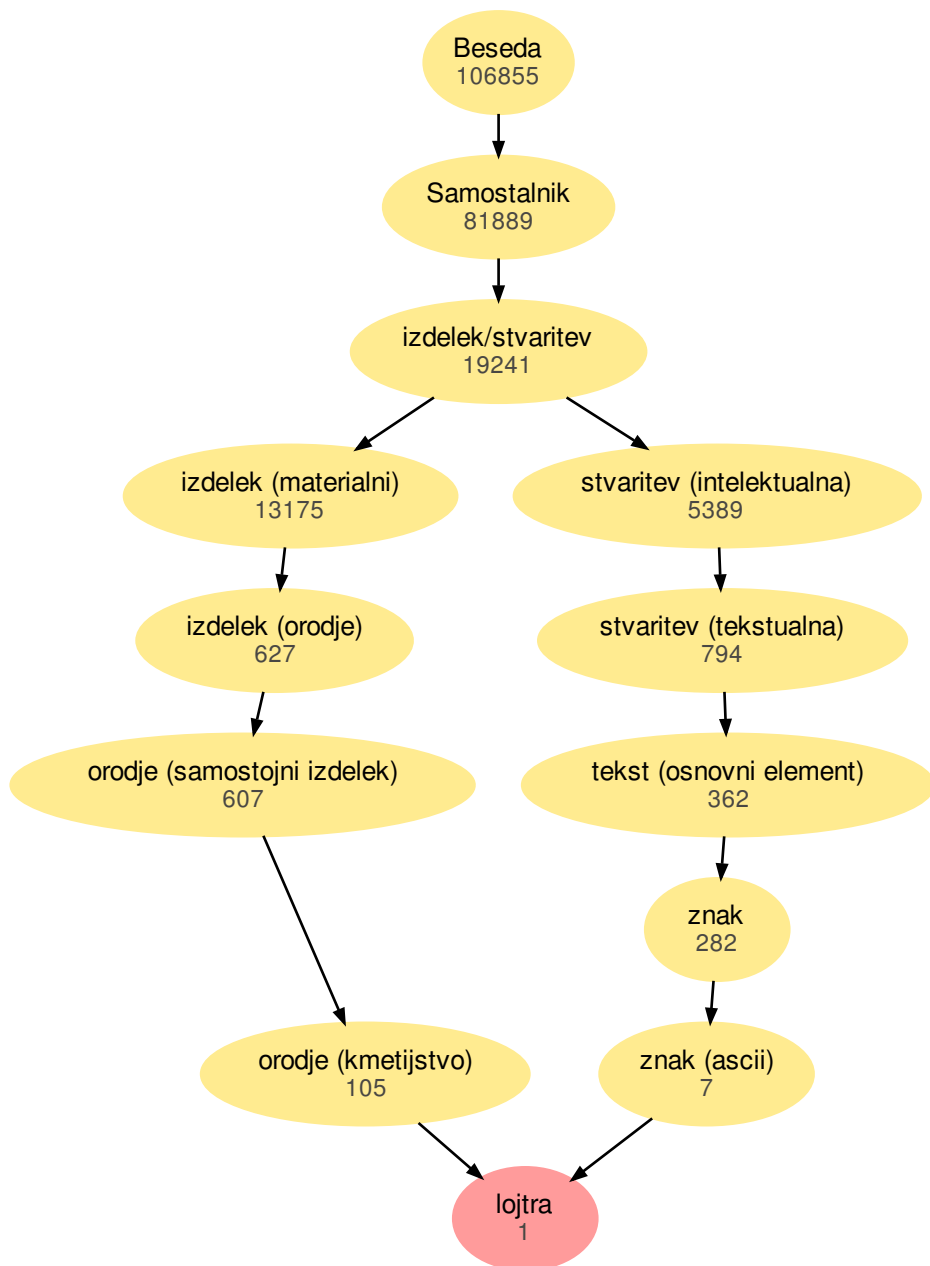 Beseda
106855
Samostalnik
81889
izdelek/stvaritev
19241
izdelek (materialni)
13175
stvaritev (intelektualna)
5389
izdelek (orodje)
627
stvaritev (tekstualna)
794
orodje (samostojni izdelek)
607
tekst (osnovni element)
362
znak
282
orodje (kmetijstvo)
105
znak (ascii)
7
lojtra
1